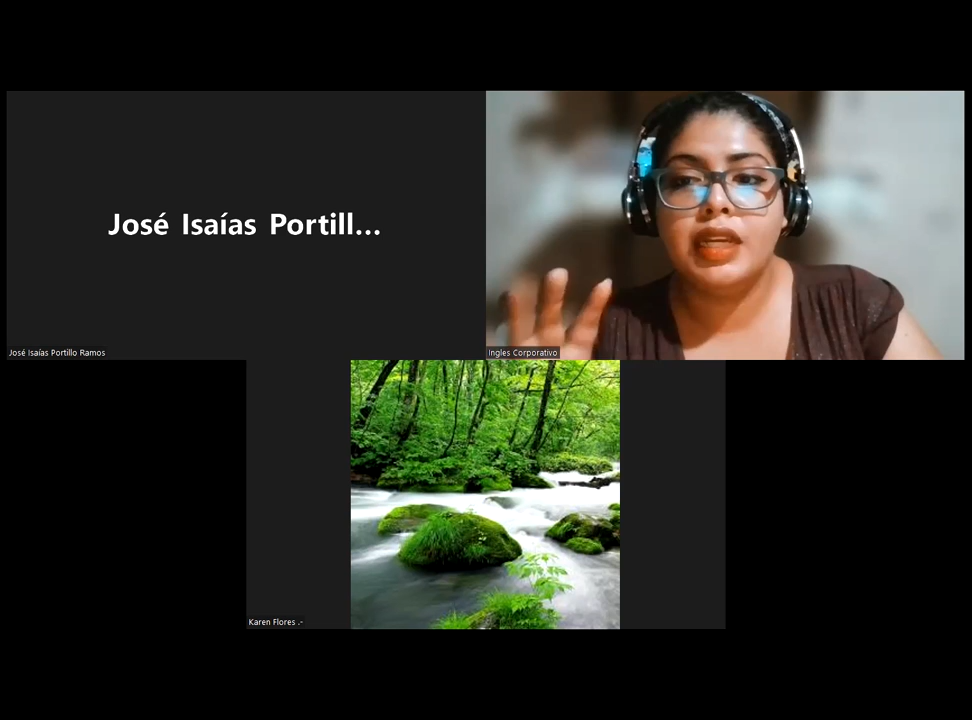 José Isaías Portill...
José Isaías Portillo Ramos
Ingles Corporativo
Karen Flores .-